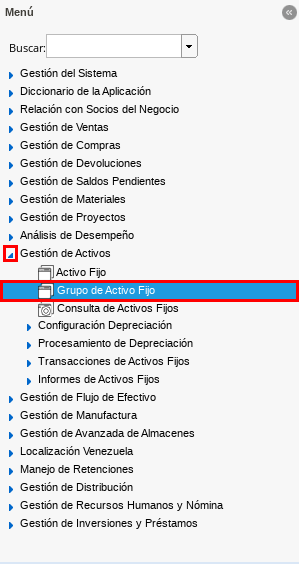 Menú
Buscar:
Gestión del Sistema
Diccionario de la Aplicación
Relación con Socios del Negocio
Gestión de Ventas
Gestión de Compras
Gestión de Devoluciones
Gestión de Saldos Pendientes
Gestión de Materiales
Gestión de Proyectos
Análisis de Desempeño
Gestión de Activos
Activo Fijo
Grupo de Activo Fijo
Consulta de Activos Fijos
Configuración Depreciación
Procesamiento de Depreciación
Transacciones de Activos Fijos
Informes de Activos Fijos
Gestión de Flujo de Efectivo
Gestión de Manufactura
Gestión de Avanzada de Almacenes
Localización Venezuela
Manejo de Retenciones
Gestión de Distribución
Gestión de Recursos Humanos y Nómina
Gestión de Inversiones y Préstamos